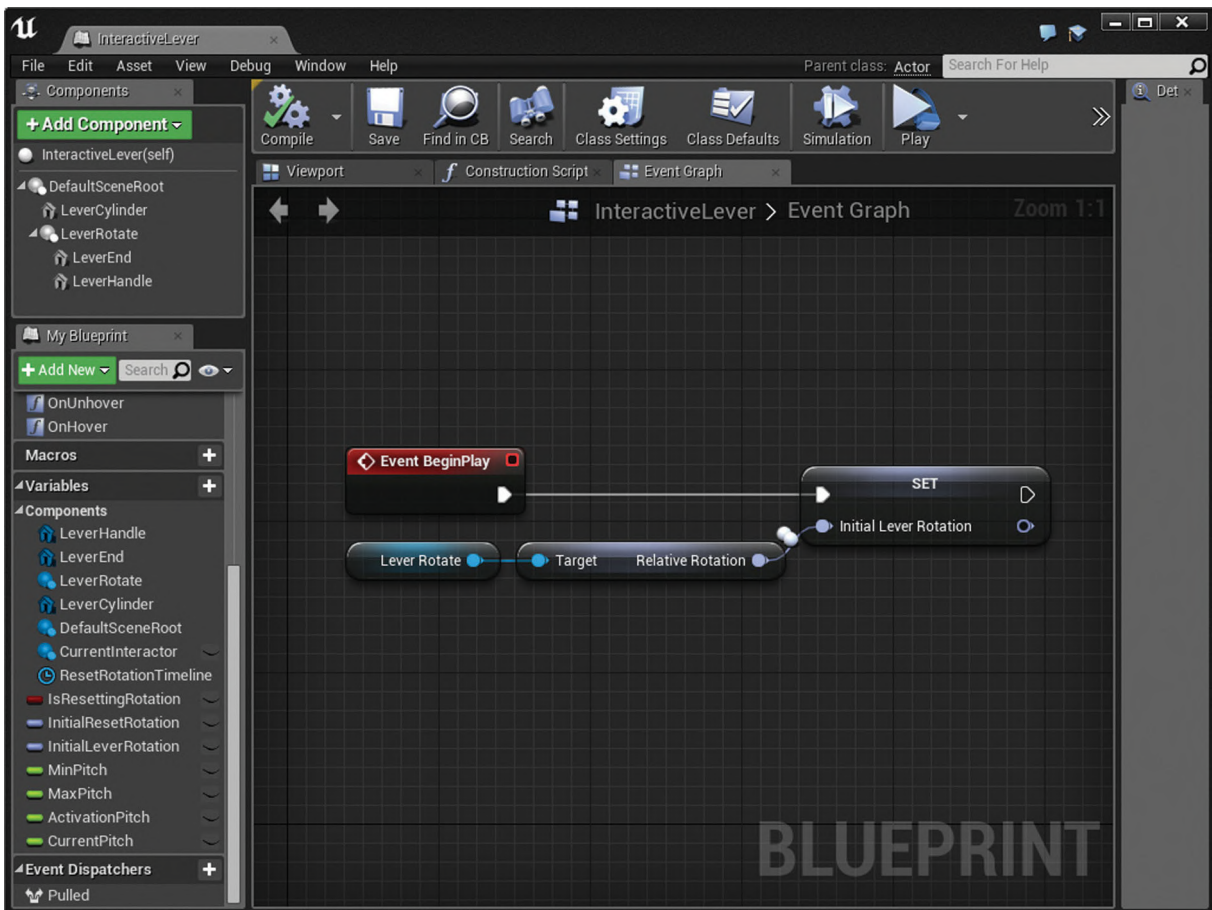 InteractiveLever
File Edit Asset View Debug Window Help
Parent class: Actor
Search For Help
Components
+Add Component
InteractiveLever(self)
DefaultSceneRoot
LeverCylinder
LeverRotate
LeverEnd
LeverHandle
My Blueprint
+Add New
Search
OnUnhover
OnHover
Macros
Variables
Components
LeverHandle
LeverEnd
LeverRotate
LeverCylinder
DefaultSceneRoot
CurrentInteractor
ResetRotationTimeline
IsResettingRotation
InitialResetRotation
InitialLeverRotation
MinPitch
MaxPitch
ActivationPitch
CurrentPitch
Event Dispatchers
Pulled
Compile
Save
Find in CB
Search
Class Settings
Class Defaults
Simulation
Play
Viewport
Construction Script
Event Graph
InteractiveLever > Event Graph
Zoom 1:1
Event BeginPlay
SET
Initial Lever Rotation
Lever Rotate
Target Relative Rotation
BLUEPRINT
Det